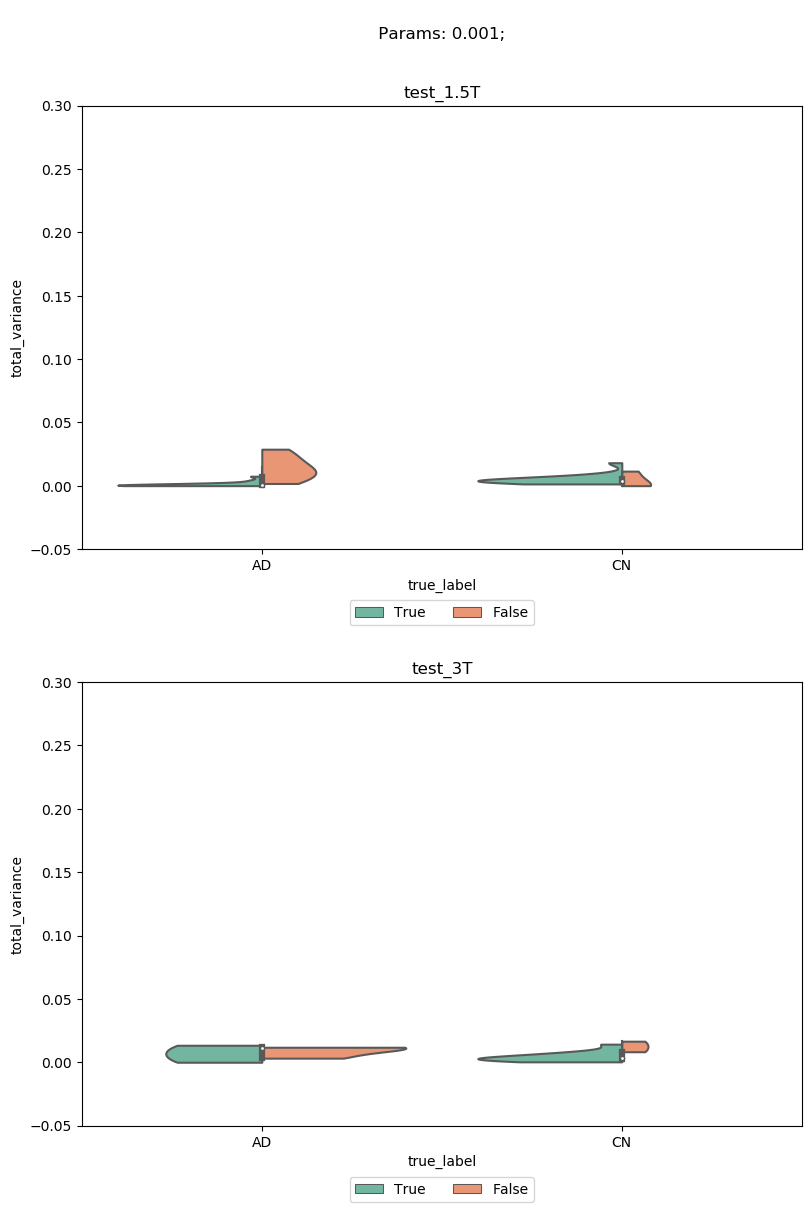 Params: 0.001;
test_1.5T
0.30
0.25
0.20
0.15
0.10
0.05
0.00
−0.05
total_variance
AD CN
true_label
True False
test_3T
0.30
0.25
0.20
0.15
0.10
0.05
0.00
−0.05
total_variance
AD CN
true_label
True False